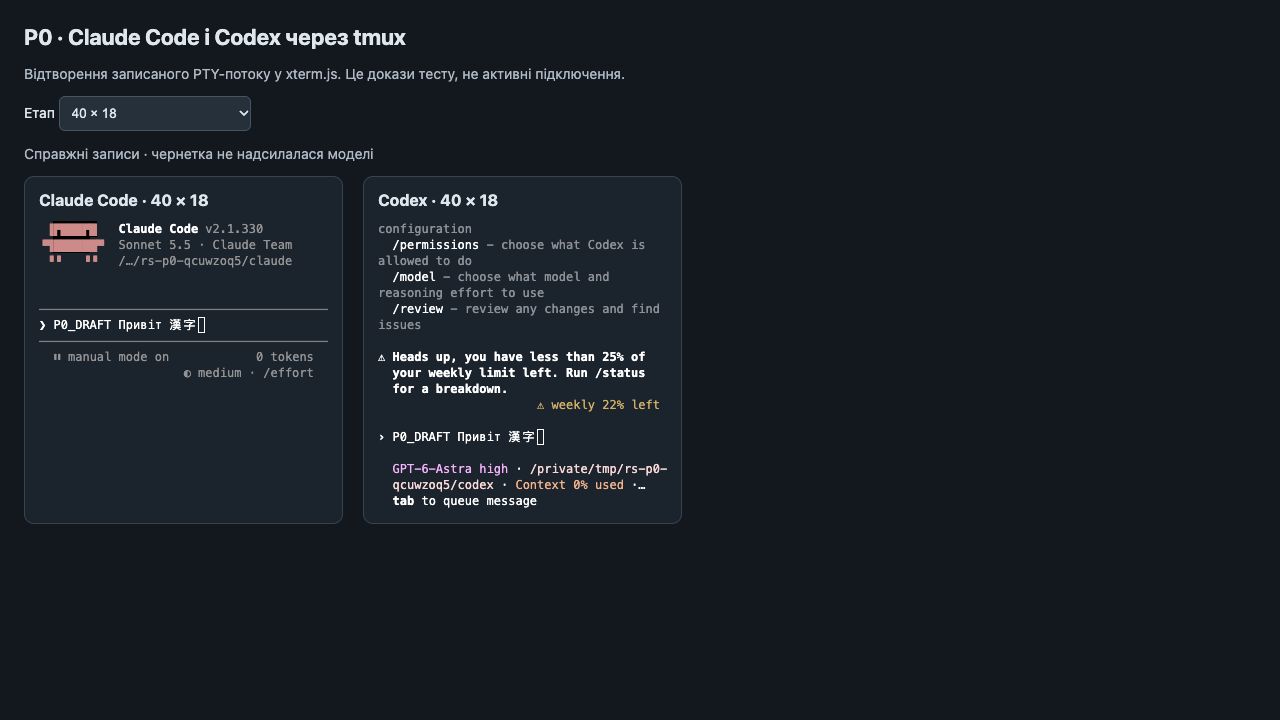 P0 · Claude Code і Codex через tmux
Відтворення записаного PTY-потоку у xterm.js. Це докази тесту, не активні підключення.
Етап 40 × 18
Справжні записи · чернетка не надсилалася моделі
Claude Code · 40 × 18
Claude Code v2.1.330
Sonnet 5.5 · Claude Team
/…/rs-p0-qcuwzoq5/claude
❯ P0_DRAFT Привіт 漢字
⏸ manual mode on 0 tokens
◐ medium · /effort
Codex · 40 × 18
configuration
/permissions – choose what Codex is
allowed to do
/model – choose what model and
reasoning effort to use
/review – review any changes and find
issues
⚠ Heads up, you have less than 25% of
your weekly limit left. Run /status
for a breakdown.
⚠ weekly 22% left
› P0_DRAFT Привіт 漢字
GPT-6-Astra high · /private/tmp/rs-p0-
qcuwzoq5/codex · Context 0% used ·…
tab to queue message